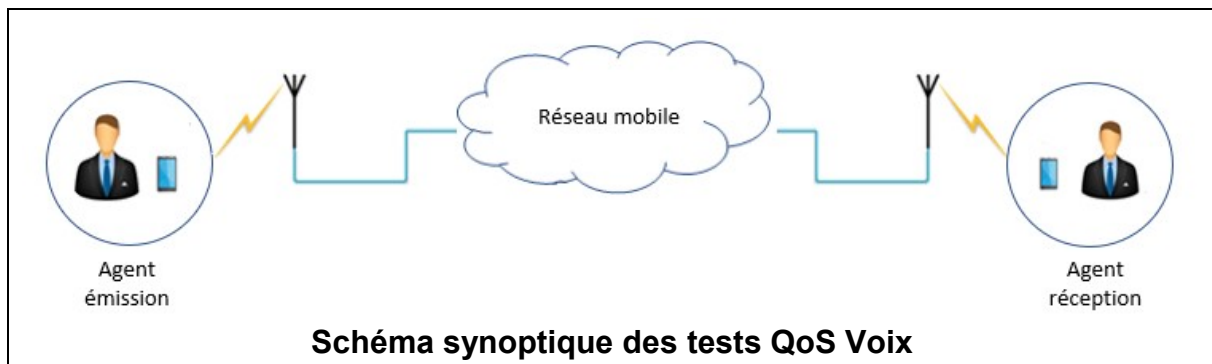 Réseau mobile
Agent
émission
Agent
réception
Schéma synoptique des tests QoS Voix